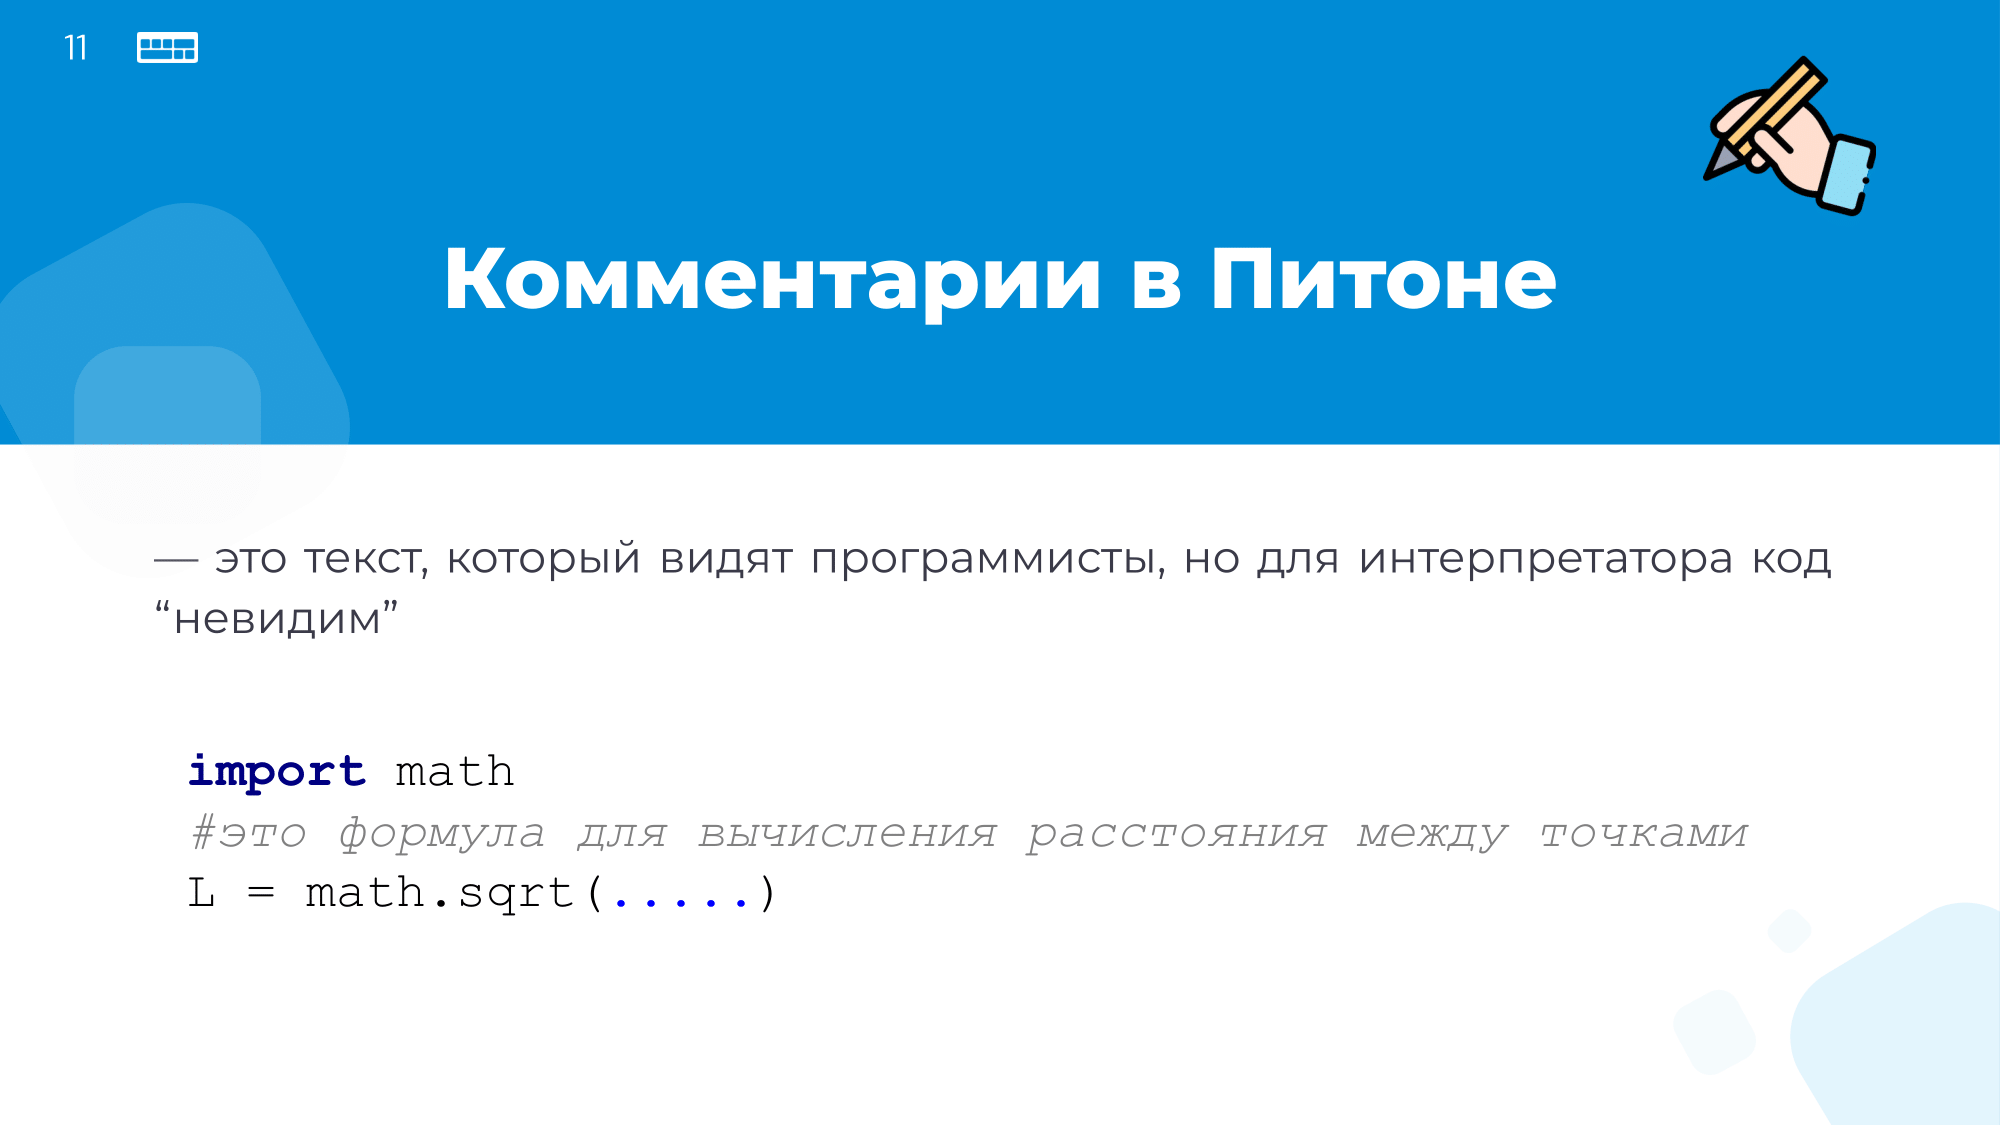 11
Комментарии в Питоне
— это текст, который видят программисты, но для интерпретатора код
“невидим”
import math
#это формула для вычисления расстояния между точками
L = math.sqrt(.....)